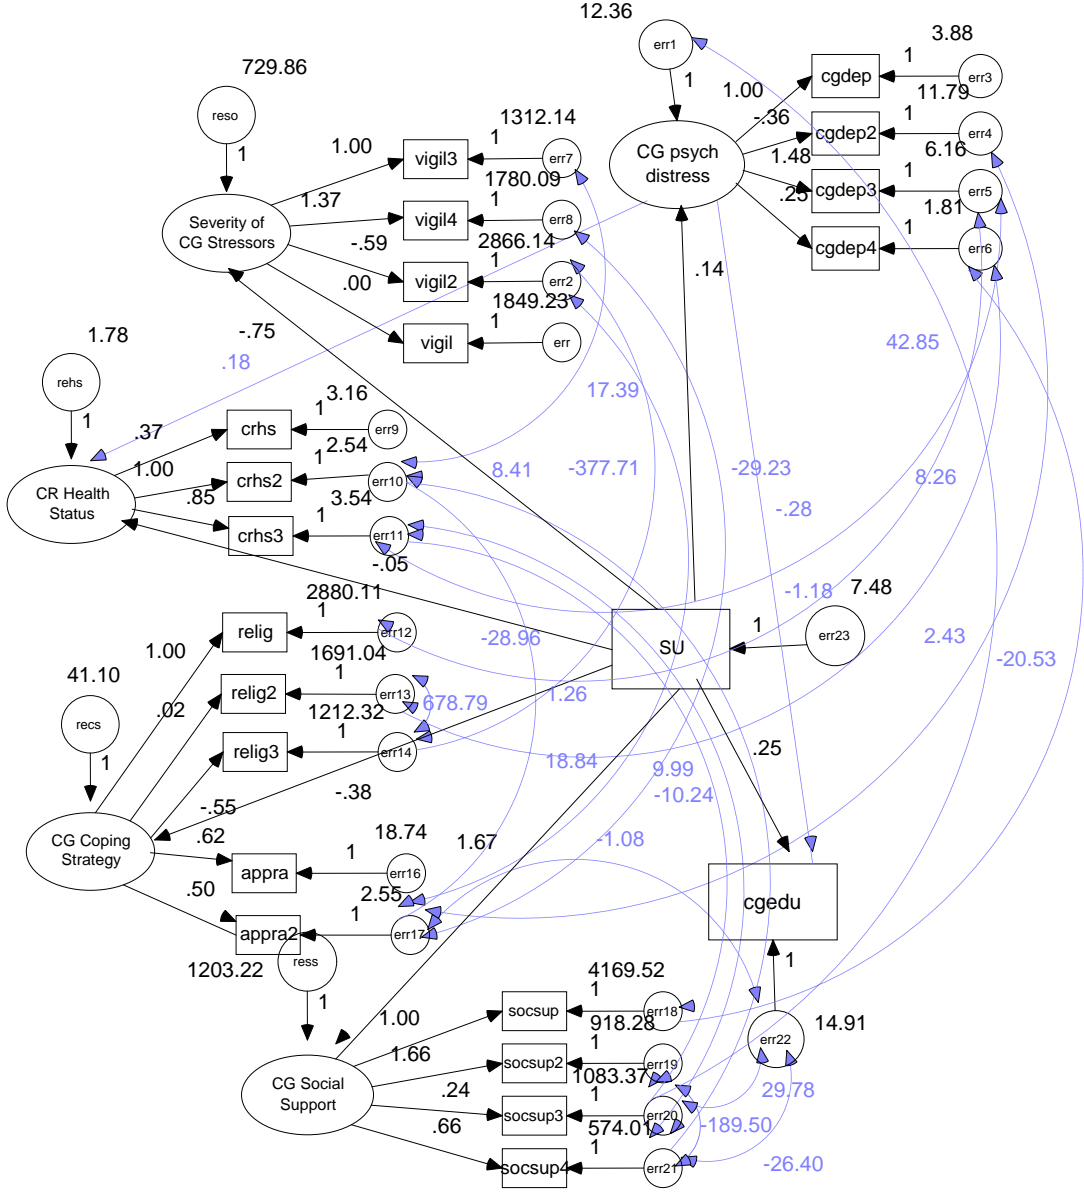 12.36
err1
1
3.88
1
cgdep
err3
1.00
11.79
-.36
1
cgdep2
err4
CG psych
distress
1.48
6.16
1
cgdep3
err5
.25
1.81
1
cgdep4
err6
729.86
reso
1
1312.14
1.00
1
vigil3
err7
1780.09
1.37
1
Severity of
CG Stressors
vigil4
err8
2866.14
-.59
1
vigil2
err2
.00
1849.23
1
vigil
err
.14
-.75
.18
42.85
17.39
1.78
rehs
1
3.16
.37
1
crhs
err9
2.54
1.00
1
crhs2
err10
CR Health
Status
.85
3.54
1
crhs3
err11
-.05
8.41
-377.71
-29.23
8.26
-.28
-1.18
7.48
1
SU
err23
2.43
-20.53
2880.11
1
relig
err12
1.00
1691.04
-28.96
1
relig2
err13
41.10
.02
1212.32
678.79
1.26
1
recs
relig3
err14
1
18.84
9.99
-10.24
.25
-.38
-.55
CG Coping
Strategy
.62
18.74
1.67
-1.08
1
appra
err16
.50
2.55
1
appra2
err17
cgedu
1203.22
ress
1
1
4169.52
1
socsup
err18
1.00
918.28
14.91
err22
1.66
1
socsup2
err19
CG Social
Support
.24
1083.37
29.78
1
socsup3
err20
.66
574.01
-189.50
1
socsup4
err21
-26.40